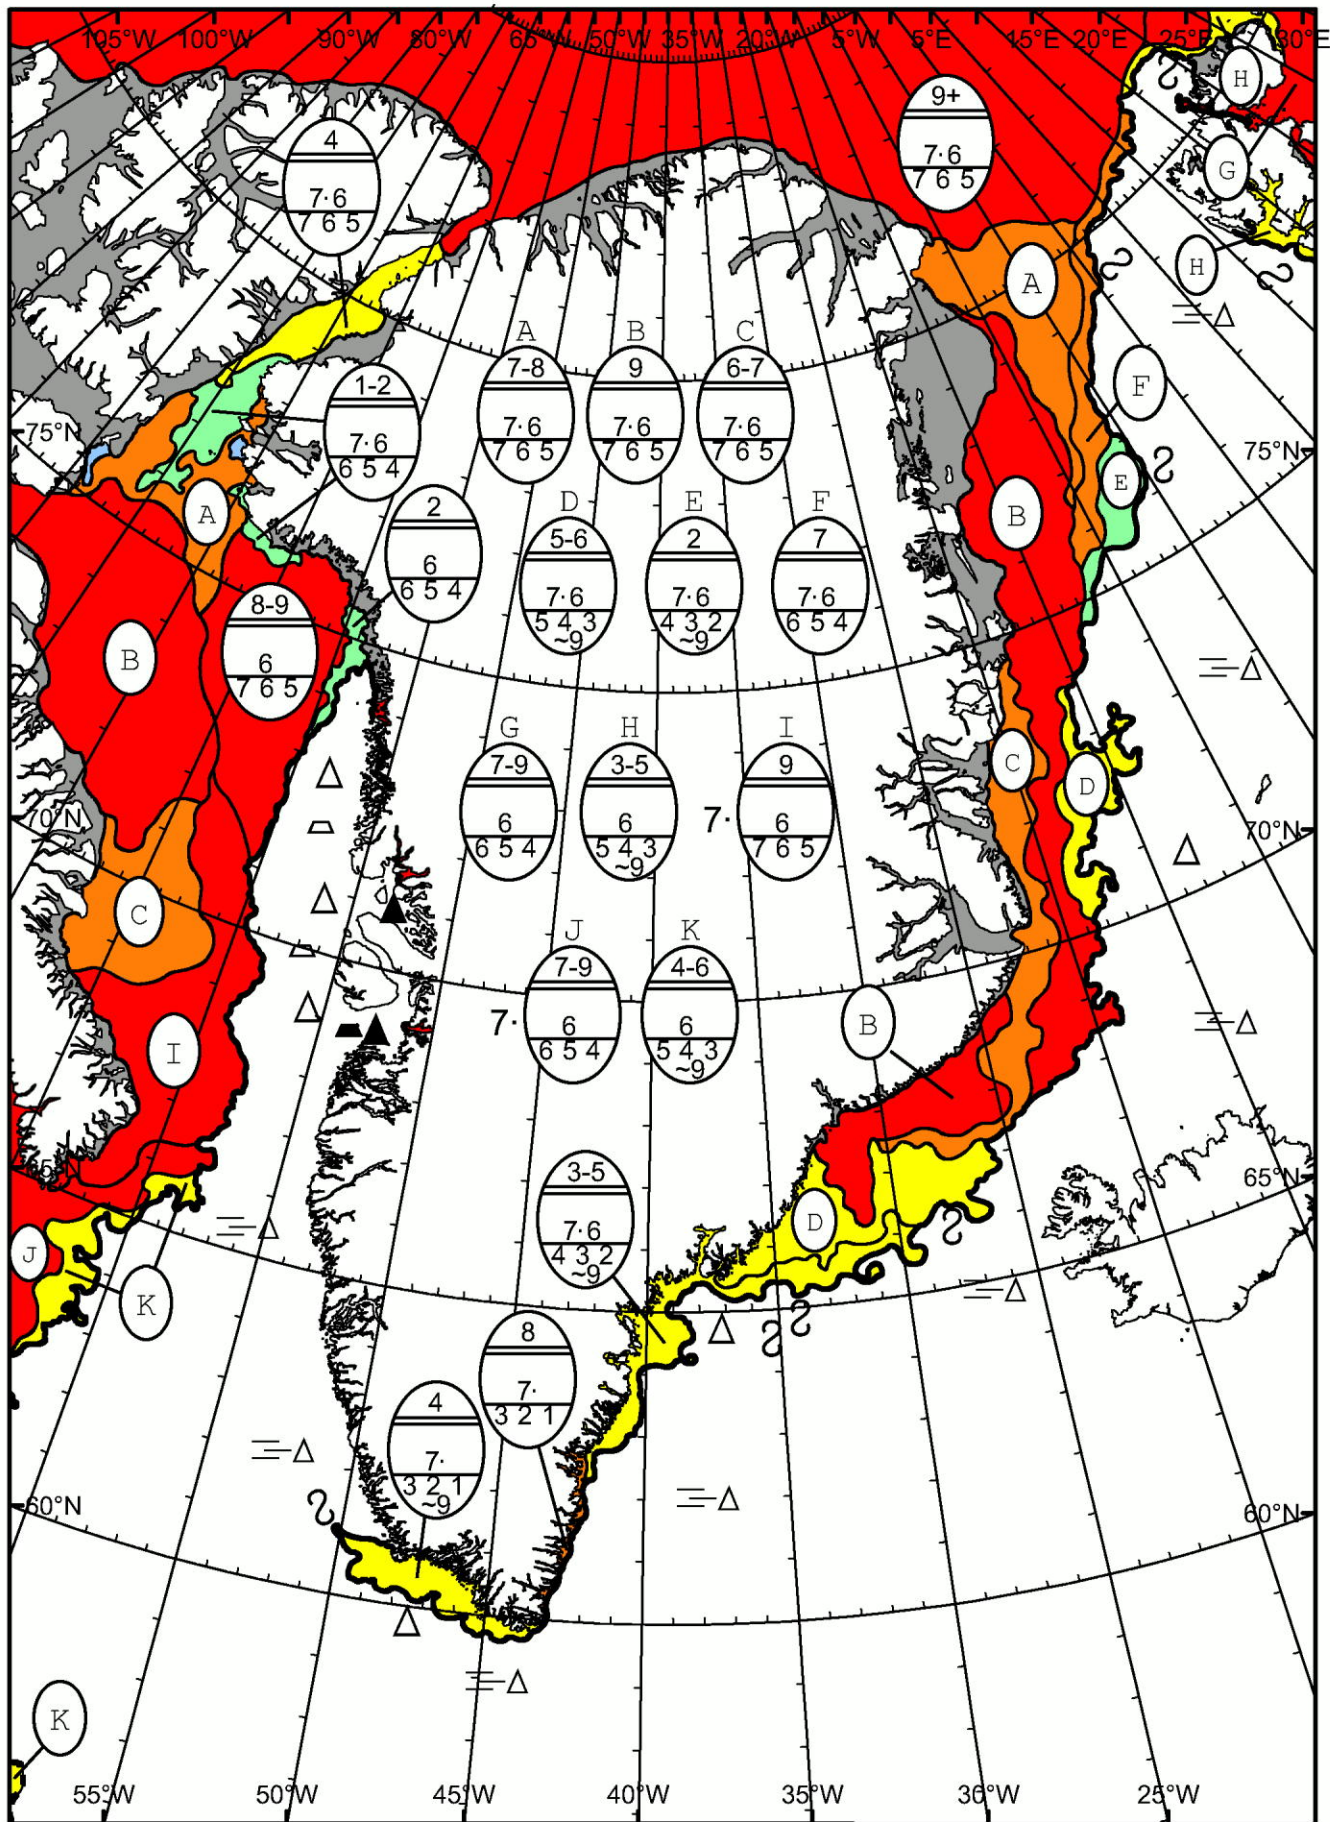 105°W 100°W 90°W 80°W 65°W 50°W 35°W 20°W 5°W 5°E 15°E 20°E 25°E 30°E
H
9+
7·6
7 6 5
4
7·6
7 6 5
G
H
A
75°N
1-2
7·6
6 5 4
A
7-8
7·6
7 6 5
B
9
7·6
7 6 5
C
6-7
7·6
7 6 5
F
75°N
A
2
6
6 5 4
D
5-6
7·6
5 4 3
~9
E
2
7·6
4 3 2
~9
F
7
7·6
6 5 4
B
E
B
8-9
6
7 6 5
70°N
G
7-9
6
6 5 4
H
3-5
6
5 4 3
~9
7·
I
9
6
7 6 5
C
D
70°N
C
I
7·
J
7-9
6
6 5 4
K
4-6
6
5 4 3
~9
B
65°N
3-5
7·6
4 3 2
~9
D
65°N
J
K
8
7·
3 2 1
4
7·
3 2 1
~9
60°N
60°N
K
55°W 50°W 45°W 40°W 35°W 30°W 25°W